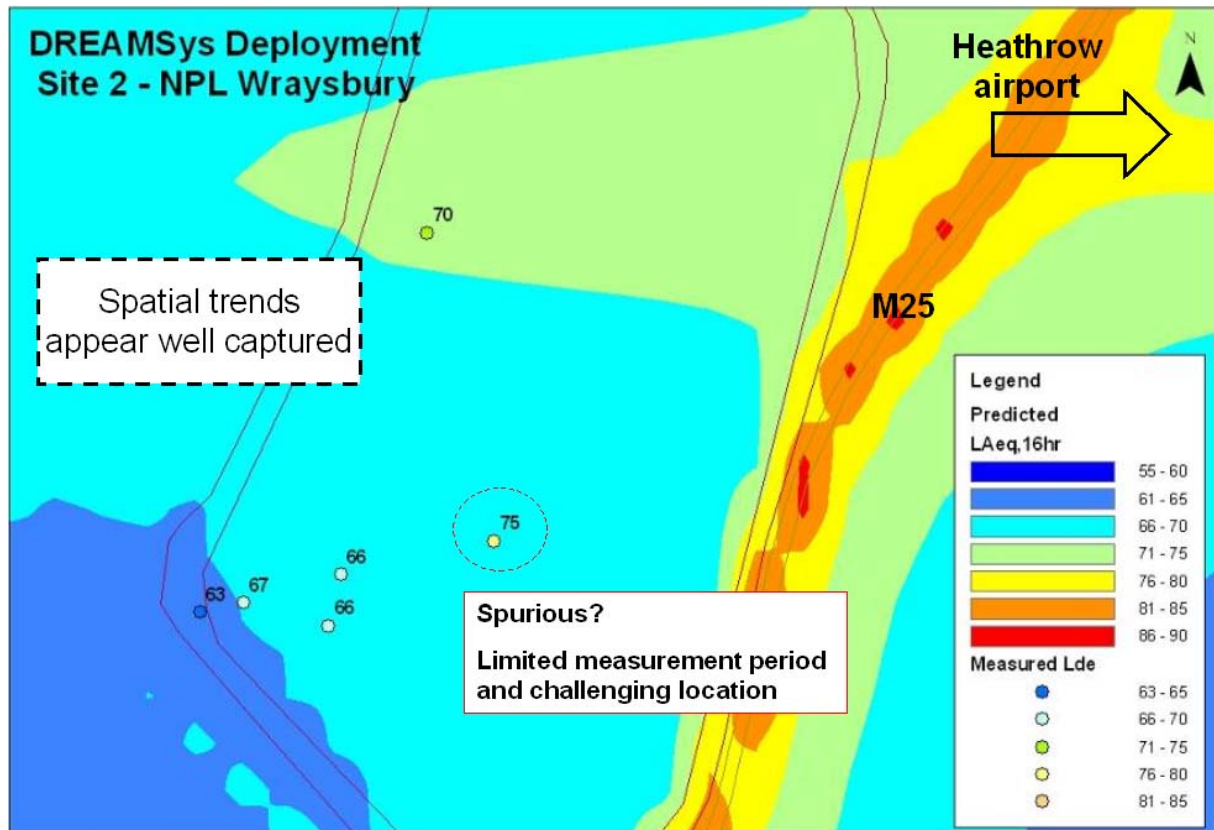 DREAMSys Deployment
Site 2 - NPL Wraysbury
Heathrow
airport
N
70
Spatial trends
appear well captured
M25
75
66
67
63
66
Spurious?
Limited measurement period
and challenging location
Legend
Predicted
LAeq,16hr
55 - 60
61 - 65
66 - 70
71 - 75
76 - 80
81 - 85
86 - 90
Measured Lde
63 - 65
66 - 70
71 - 75
76 - 80
81 - 85